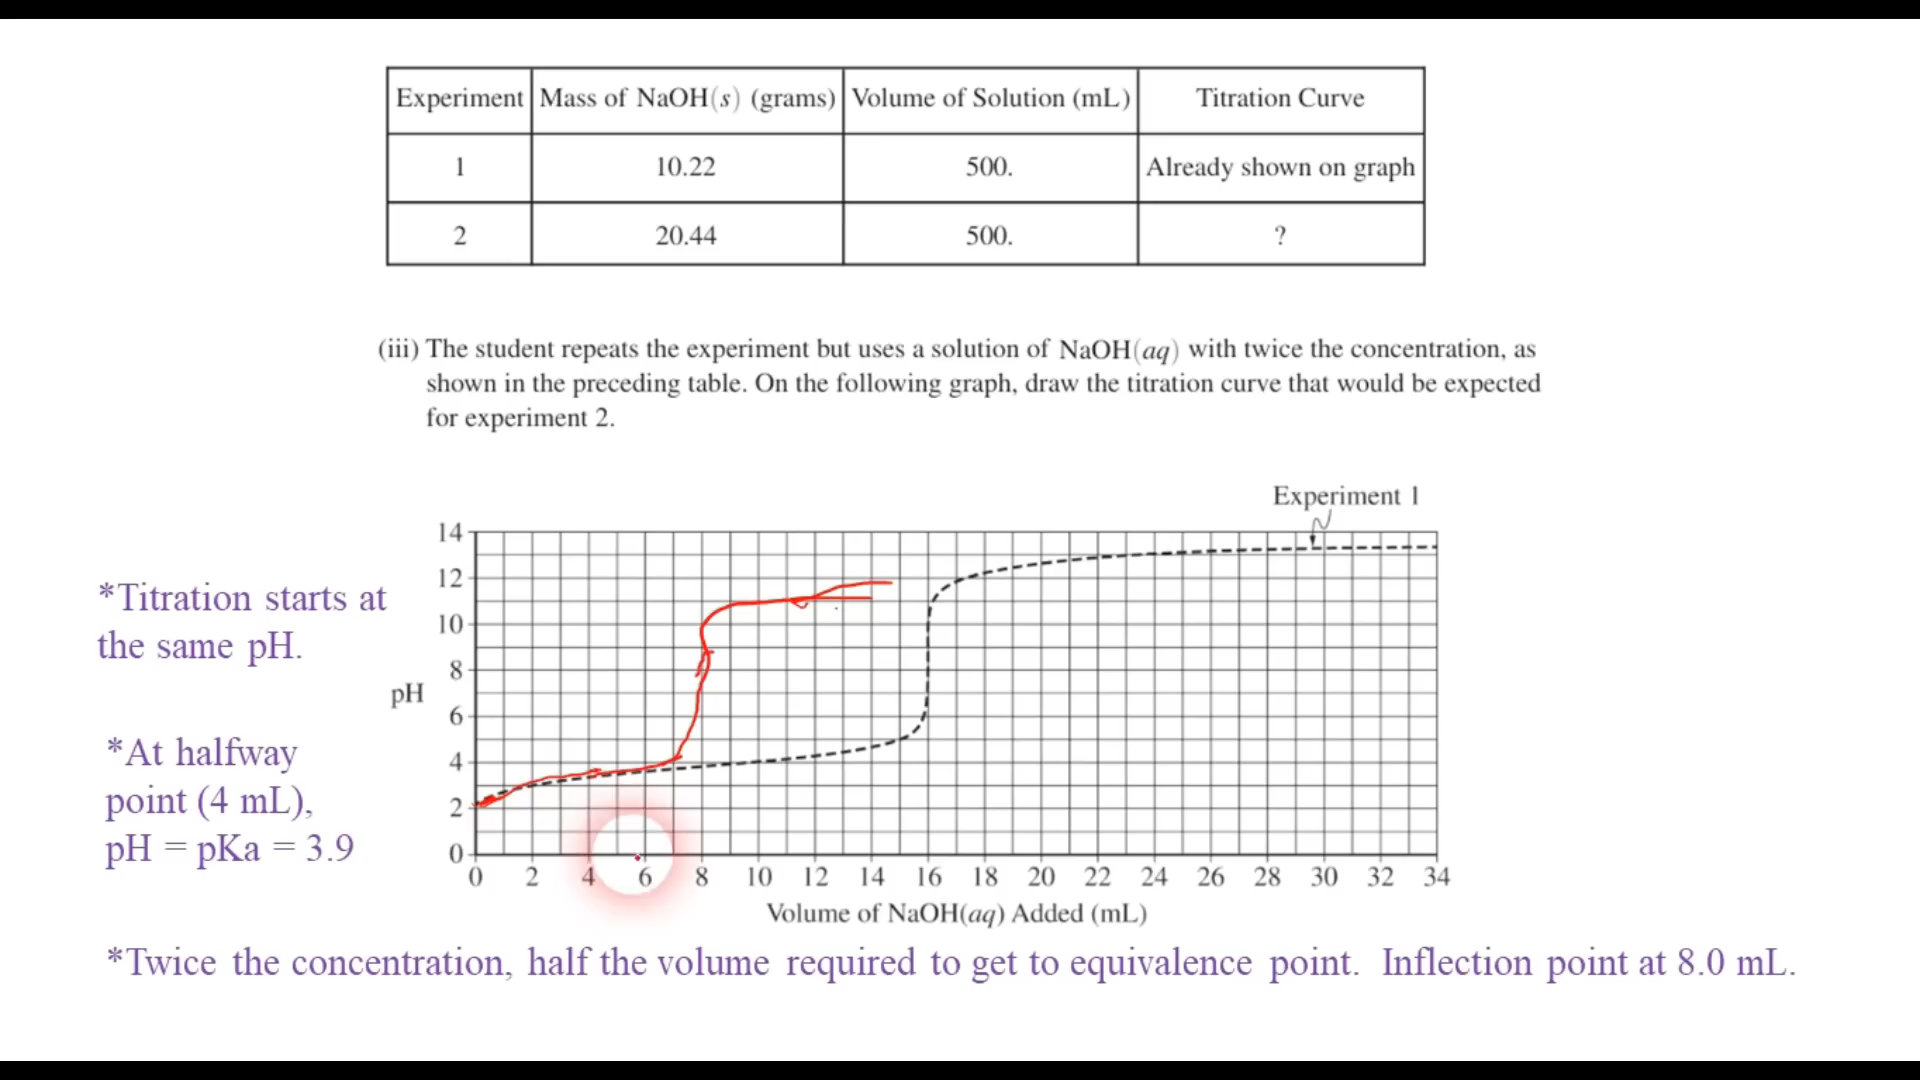 Experiment Mass of NaOH(s) (grams) Volume of Solution (mL) Titration Curve
1 10.22 500. Already shown on graph
2 20.44 500. ?
(iii) The student repeats the experiment but uses a solution of NaOH(aq) with twice the concentration, as
shown in the preceding table. On the following graph, draw the titration curve that would be expected
for experiment 2.
Experiment 1
14
12
10
8
6
4
2
0
pH
0 2 4 6 8 10 12 14 16 18 20 22 24 26 28 30 32 34
Volume of NaOH(aq) Added (mL)
*Titration starts at
the same pH.
*At halfway
point (4 mL),
pH = pKa = 3.9
*Twice the concentration, half the volume required to get to equivalence point. Inflection point at 8.0 mL.